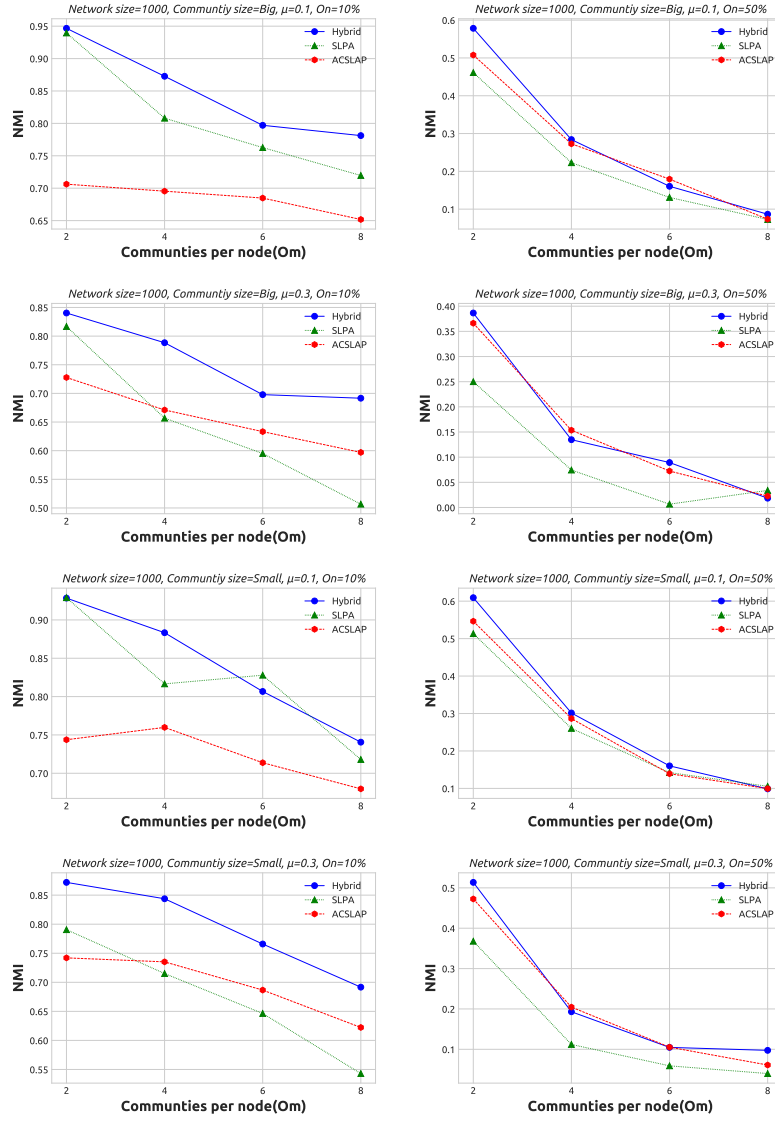 Network size=1000, Communtiy size=Big, μ=0.1, On=10%
0.95
0.90
0.85
0.80
0.75
0.70
0.65
NMI
Hybrid
SLPA
ACSLAP
2 4 6 8
Communties per node(Om)
Network size=1000, Communtiy size=Big, μ=0.1, On=50%
0.6
0.5
0.4
0.3
0.2
0.1
NMI
Hybrid
SLPA
ACSLAP
2 4 6 8
Communties per node(Om)
Network size=1000, Communtiy size=Big, μ=0.3, On=10%
0.85
0.80
0.75
0.70
0.65
0.60
0.55
0.50
NMI
Hybrid
SLPA
ACSLAP
2 4 6 8
Communties per node(Om)
Network size=1000, Communtiy size=Big, μ=0.3, On=50%
0.40
0.35
0.30
0.25
0.20
0.15
0.10
0.05
0.00
NMI
Hybrid
SLPA
ACSLAP
2 4 6 8
Communties per node(Om)
Network size=1000, Communtiy size=Small, μ=0.1, On=10%
0.90
0.85
0.80
0.75
0.70
NMI
Hybrid
SLPA
ACSLAP
2 4 6 8
Communties per node(Om)
Network size=1000, Communtiy size=Small, μ=0.1, On=50%
0.6
0.5
0.4
0.3
0.2
0.1
NMI
Hybrid
SLPA
ACSLAP
2 4 6 8
Communties per node(Om)
Network size=1000, Communtiy size=Small, μ=0.3, On=10%
0.85
0.80
0.75
0.70
0.65
0.60
0.55
NMI
Hybrid
SLPA
ACSLAP
2 4 6 8
Communties per node(Om)
Network size=1000, Communtiy size=Small, μ=0.3, On=50%
0.5
0.4
0.3
0.2
0.1
NMI
Hybrid
SLPA
ACSLAP
2 4 6 8
Communties per node(Om)